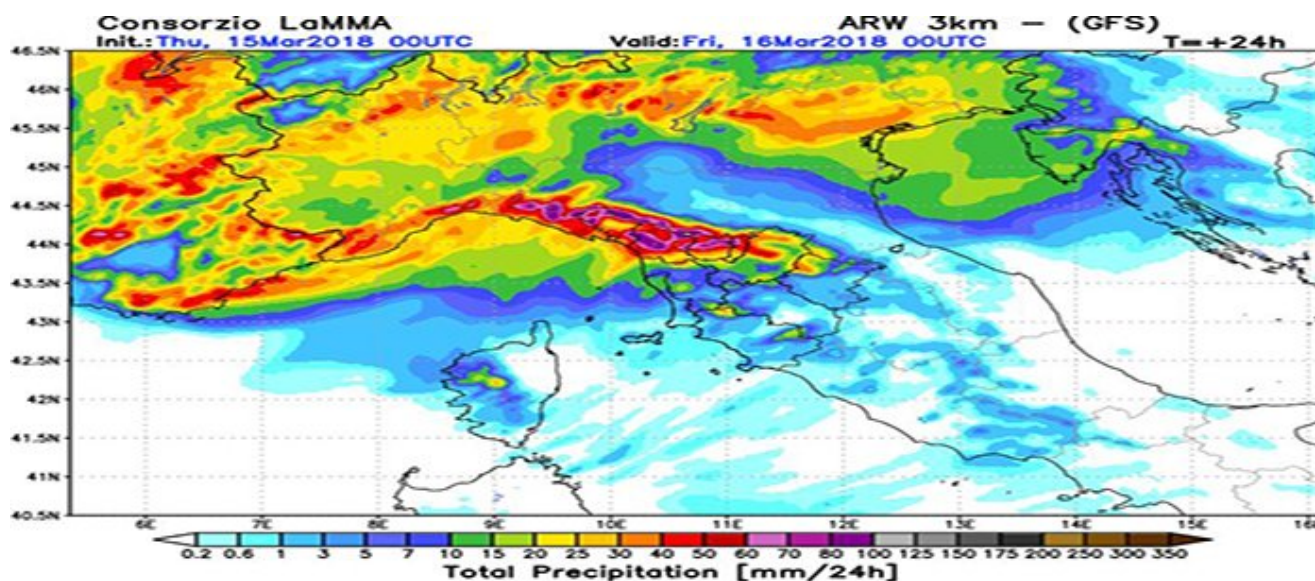 Consorzio LaMMA ARW 3km – (GFS)
Init.:Thu, 15Mar2018 00UTC Valid:Fri, 16Mar2018 00UTC T=+24h
46.5N
46N
45.5N
45N
44.5N
44N
43.5N
43N
42.5N
42N
41.5N
41N
40.5N
6E 7E 8E 9E 10E 11E 12E 13E 14E 15E 16E
0.2 0.6 1 3 5 7 10 15 20 25 30 40 50 60 70 80 100 125 150 175 200 250 300 350
Total Precipitation [mm/24h]